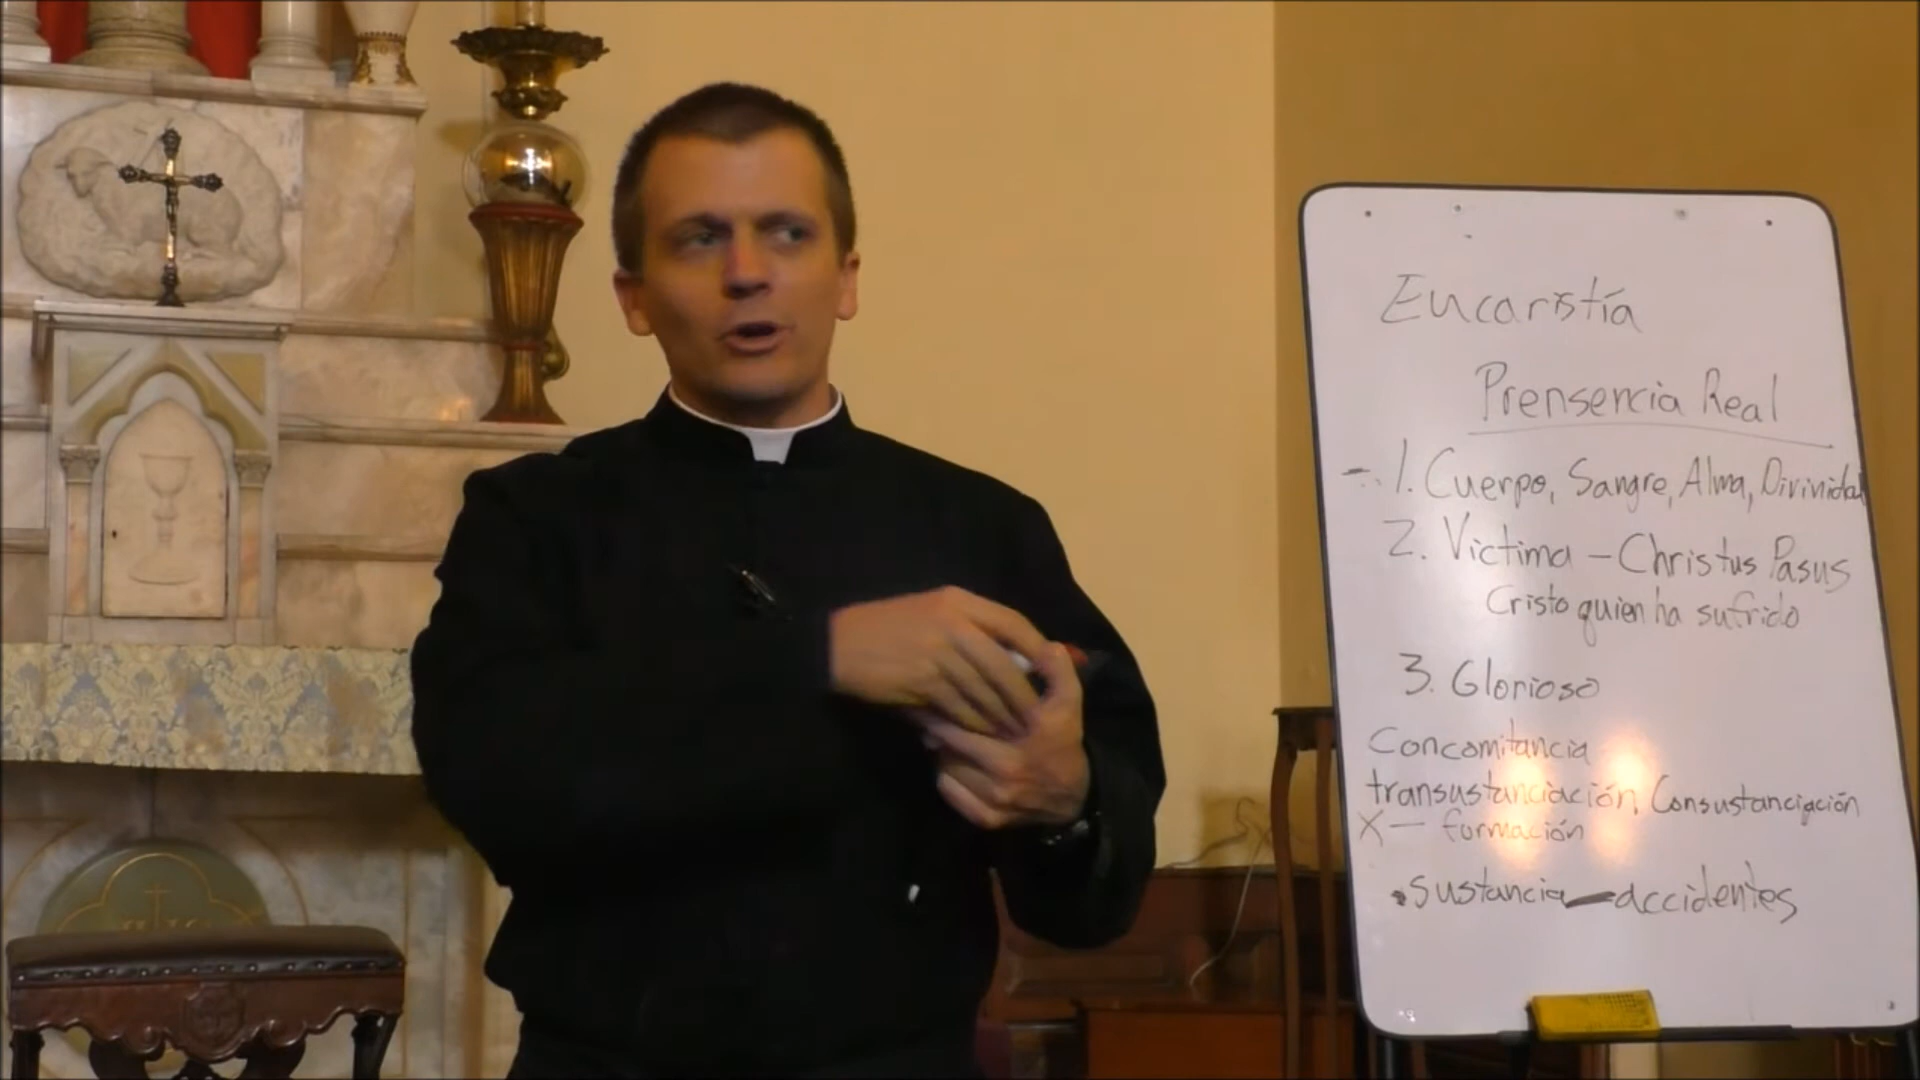 Eucaristía
Prensencia Real
1. Cuerpo, Sangre, Alma, Divinidad
2. Victima – Christus Pasus
Cristo quien ha sufrido
3. Glorioso
Concomitancia
transustanciación, Consustanciación
X — formación
• Sustancia — accidentes